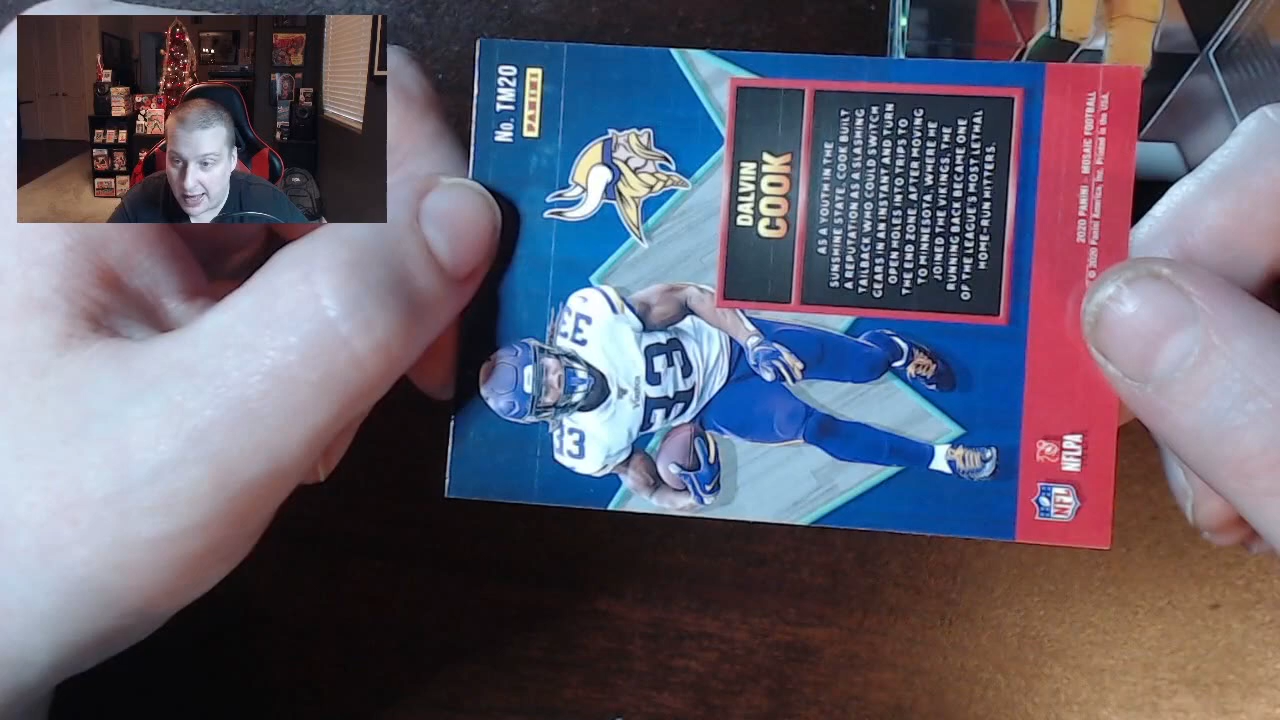 No. TM20
PANINI
DALVIN
COOK
AS A YOUTH IN THE
SUNSHINE STATE, COOK BUILT
A REPUTATION AS A SLASHING
TAILBACK WHO COULD SWITCH
GEARS IN AN INSTANT AND TURN
OPEN HOLES INTO TRIPS TO
THE END ZONE. AFTER MOVING
TO MINNESOTA, WHERE HE
JOINED THE VIKINGS, THE
RUNNING BACK BECAME ONE
OF THE LEAGUE'S MOST LETHAL
HOME-RUN HITTERS.
33
33
33
2020 PANINI - MOSAIC FOOTBALL
© 2020 Panini America, Inc. Printed in the USA.
NFL
NFLPA